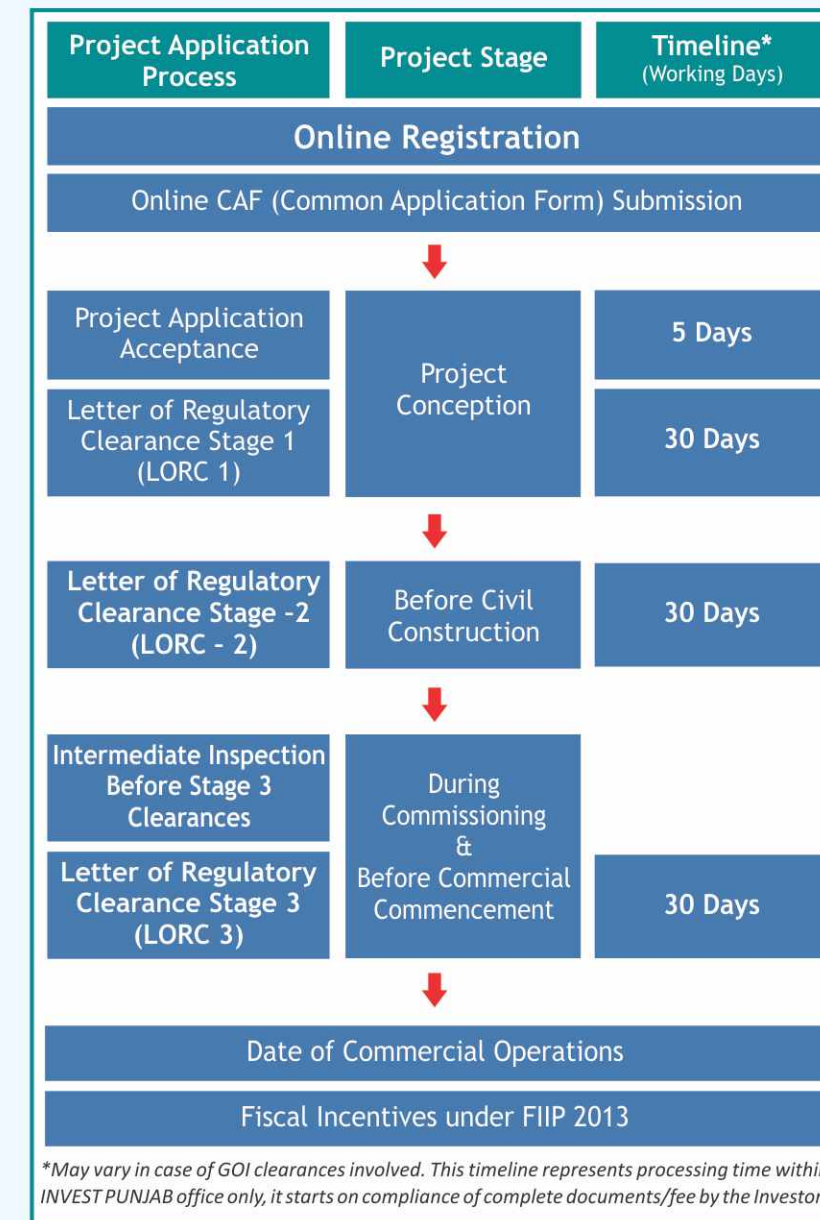 Project Application
Process
Project Stage
Timeline*
(Working Days)
Online Registration
Online CAF (Common Application Form) Submission
Project Application
Acceptance
Project
Conception
5 Days
Letter of Regulatory
Clearance Stage 1
(LORC 1)
30 Days
Letter of Regulatory
Clearance Stage -2
(LORC - 2)
Before Civil
Construction
30 Days
Intermediate Inspection
Before Stage 3
Clearances
During
Commissioning
&
Before Commercial
Commencement
Letter of Regulatory
Clearance Stage 3
(LORC 3)
30 Days
Date of Commercial Operations
Fiscal Incentives under FIIP 2013
*May vary in case of GOI clearances involved. This timeline represents processing time within
INVEST PUNJAB office only, it starts on compliance of complete documents/fee by the Investor